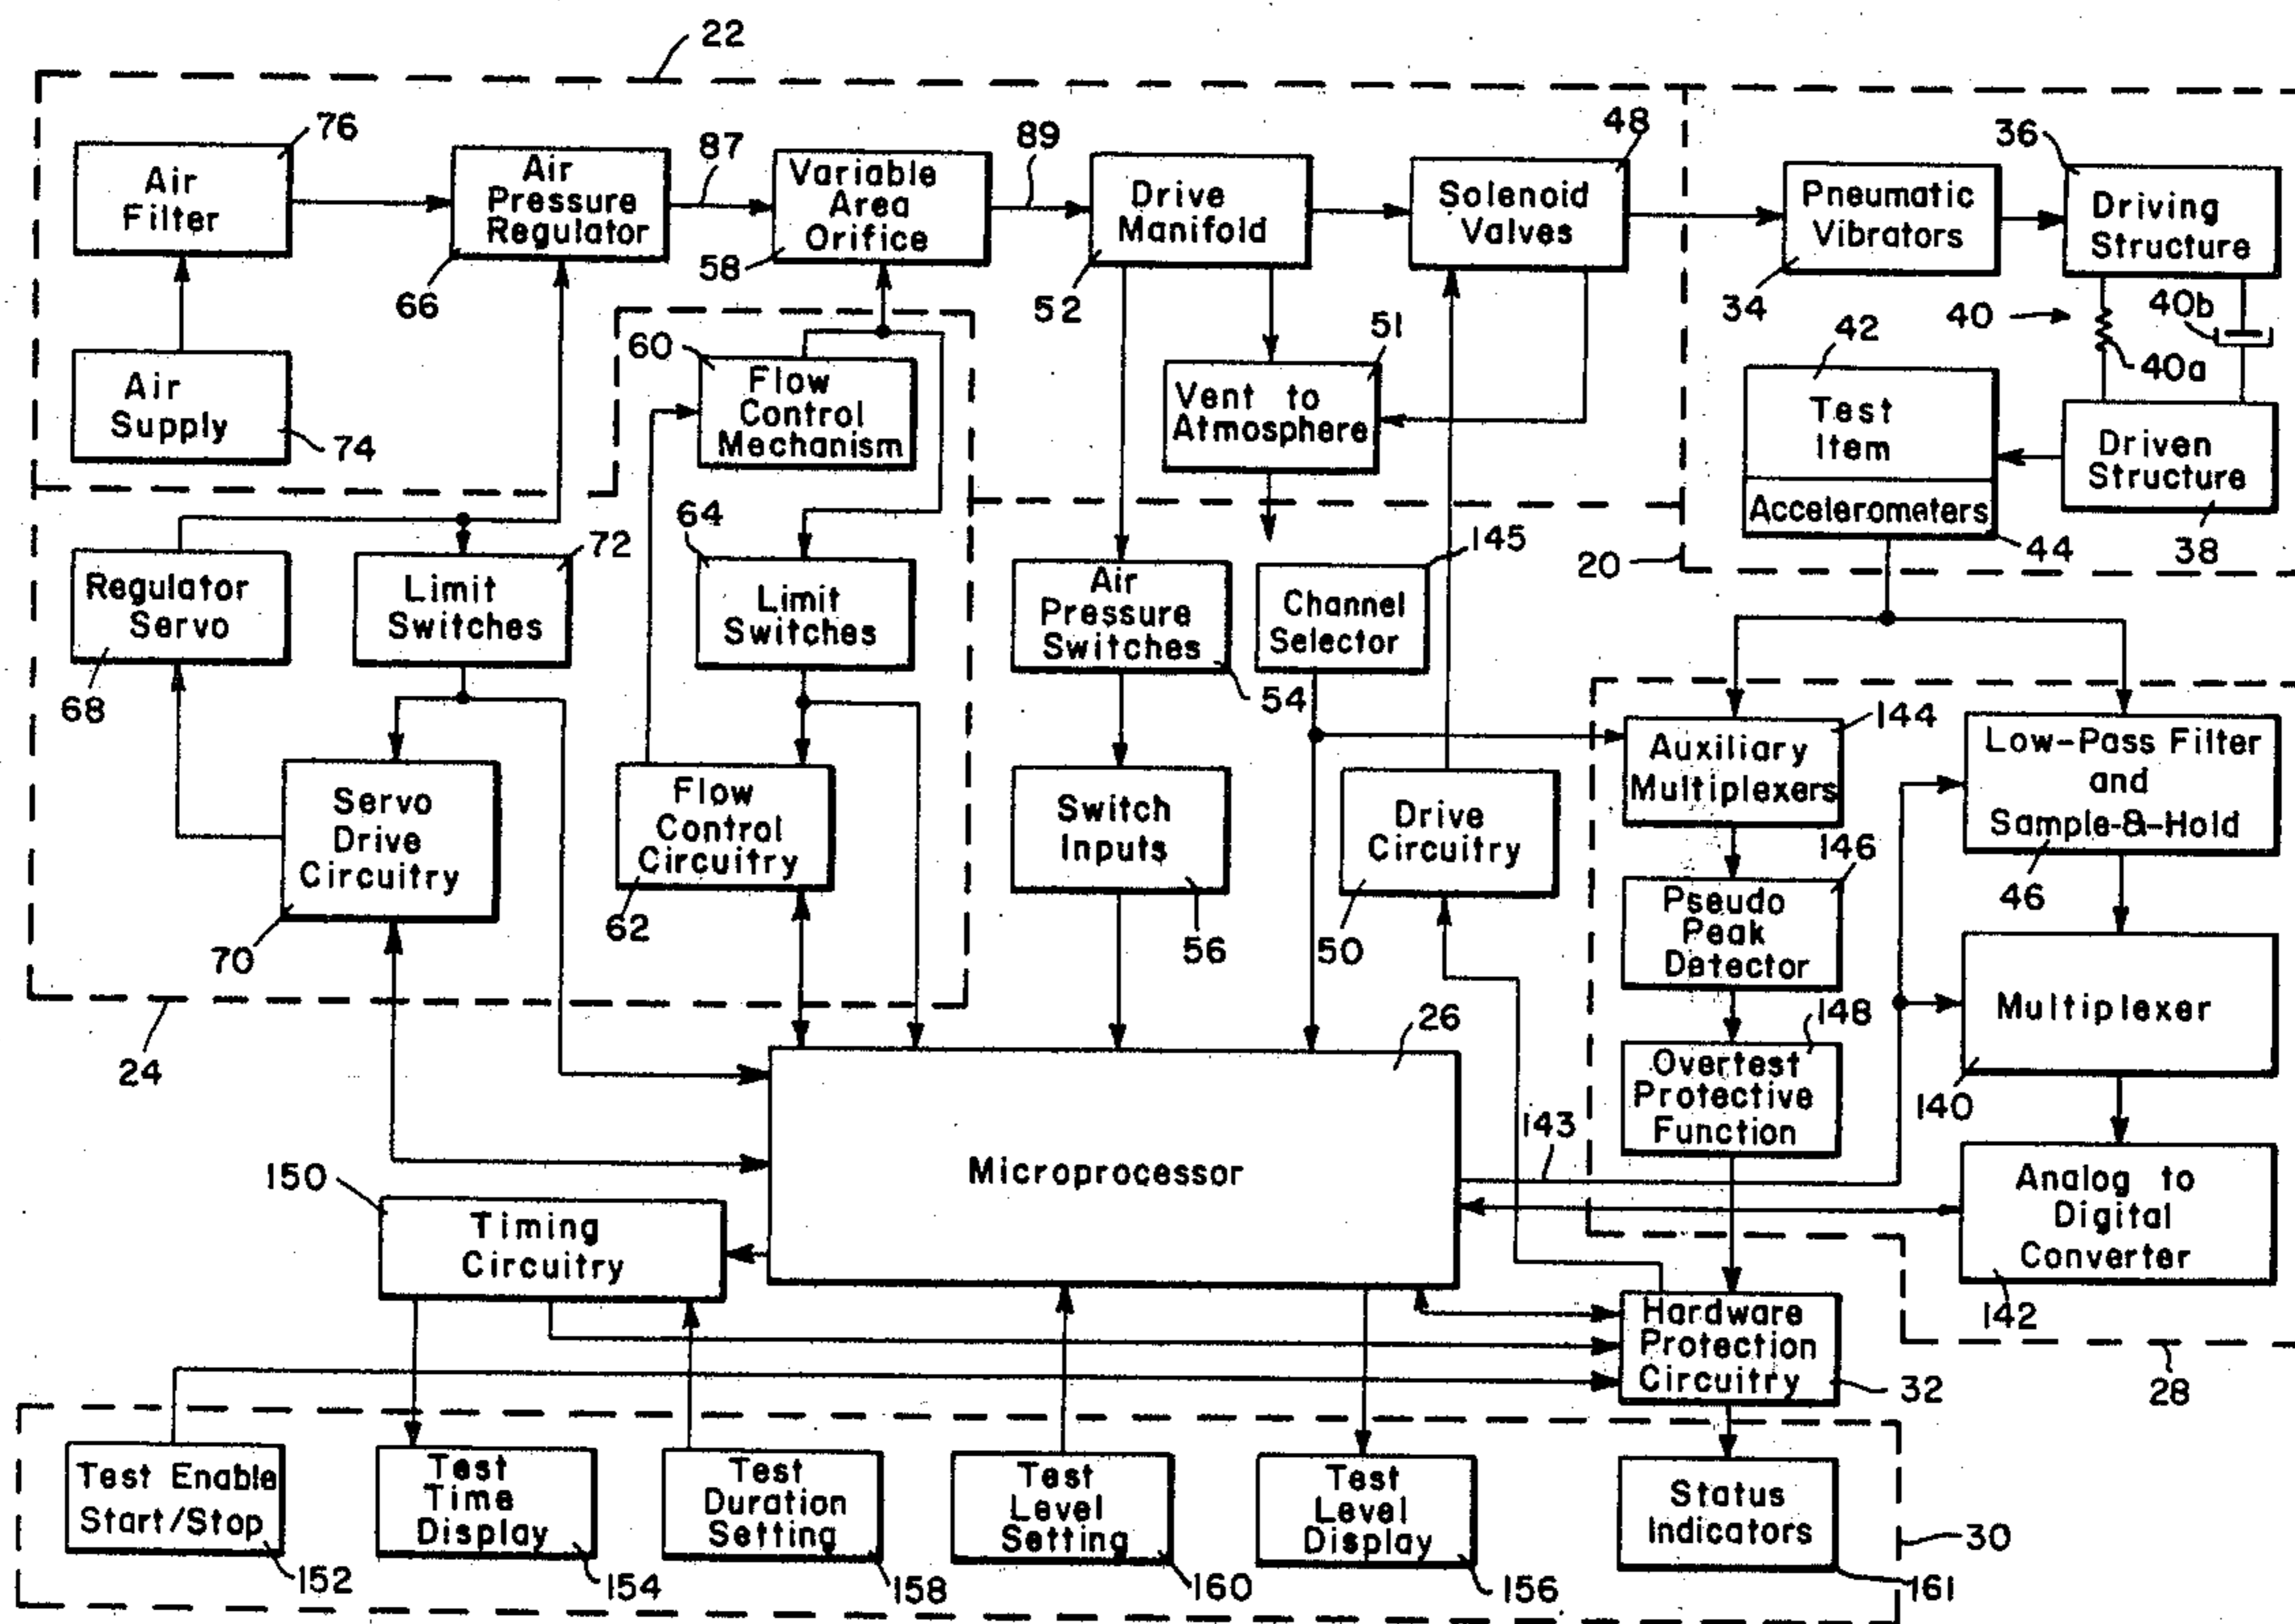 22
76
Air
Filter
Air
Pressure
Regulator
66
87
Variable
Area
Orifice
58
89
Drive
Manifold
52
48
Solenoid
Valves
Pneumatic
Vibrators
34
36
Driving
Structure
40
40b
40a
Air
Supply
74
60
Flow
Control
Mechanism
51
Vent to
Atmosphere
42
Test
Item
Accelerometers
44
Driven
Structure
38
20
Regulator
Servo
68
72
Limit
Switches
64
Limit
Switches
Air
Pressure
Switches
54
145
Channel
Selector
Servo
Drive
Circuitry
70
Flow
Control
Circuitry
62
Switch
Inputs
56
Drive
Circuitry
50
144
Auxiliary
Multiplexers
Low-Pass Filter
and
Sample-&-Hold
46
146
Pseudo
Peak
Detector
Multiplexer
140
148
Overtest
Protective
Function
24
26
Microprocessor
143
Analog to
Digital
Converter
142
150
Timing
Circuitry
Hardware
Protection
Circuitry
32
28
Test Enable
Start/Stop
152
Test
Time
Display
154
Test
Duration
Setting
158
Test
Level
Setting
160
Test
Level
Display
156
Status
Indicators
161
30